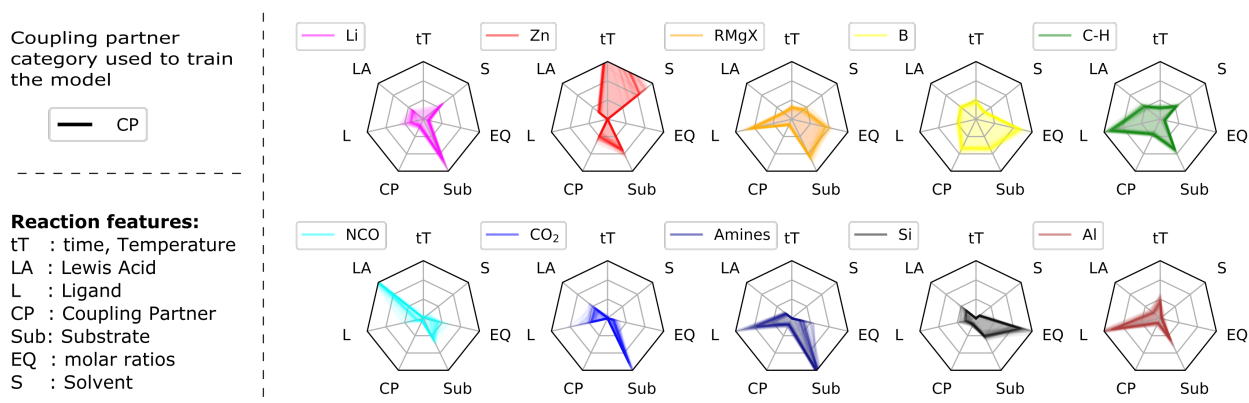 Coupling partner
category used to train
the model
CP
Reaction features:
tT : time, Temperature
LA : Lewis Acid
L : Ligand
CP : Coupling Partner
Sub: Substrate
EQ : molar ratios
S : Solvent
Li
tT
S
EQ
Sub
CP
L
LA
Zn
tT
S
EQ
Sub
CP
L
LA
RMgX
tT
S
EQ
Sub
CP
L
LA
B
tT
S
EQ
Sub
CP
L
LA
C-H
tT
S
EQ
Sub
CP
L
LA
NCO
tT
S
EQ
Sub
CP
L
LA
CO₂
tT
S
EQ
Sub
CP
L
LA
Amines
tT
S
EQ
Sub
CP
L
LA
Si
tT
S
EQ
Sub
CP
L
LA
Al
tT
S
EQ
Sub
CP
L
LA